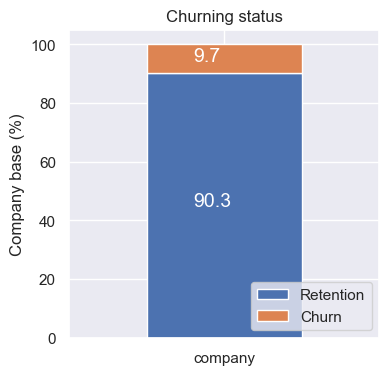 Churning status
100
80
60
40
20
0
Company base (%)
9.7
90.3
Retention
Churn
company